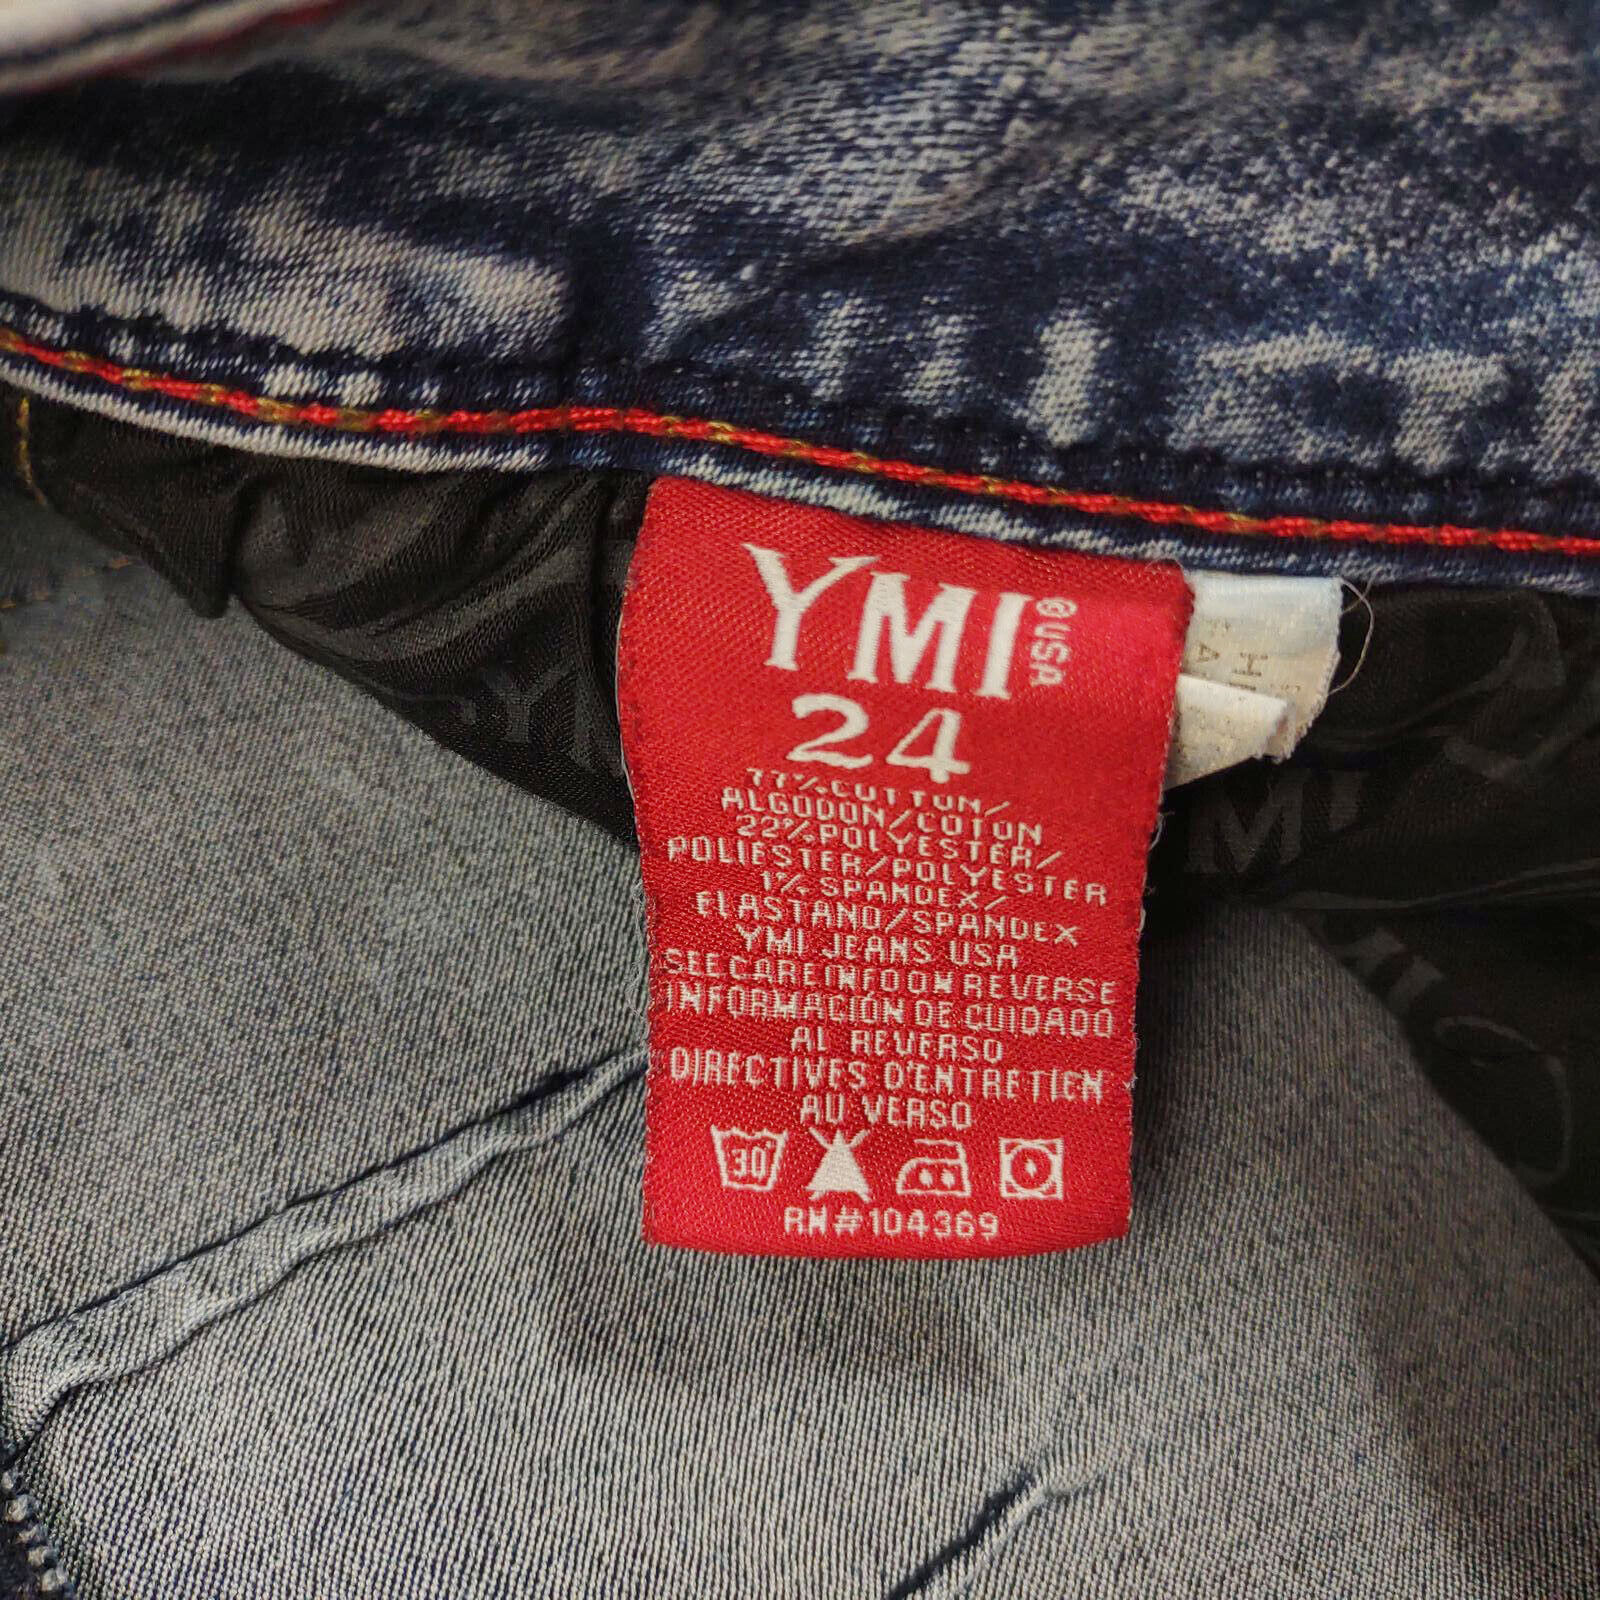 YMI® USA
24
77% COTTON/
ALGODON/COTON
22% POLYESTER/
POLIESTER/POLYESTER
1% SPANDEX/
ELASTANO/SPANDEX
YMI JEANS USA
SEE CARE INFO ON REVERSE
INFORMACIÓN DE CUIDADO
AL REVERSO
DIRECTIVES D'ENTRETIEN
AU VERSO
30
RN#104369